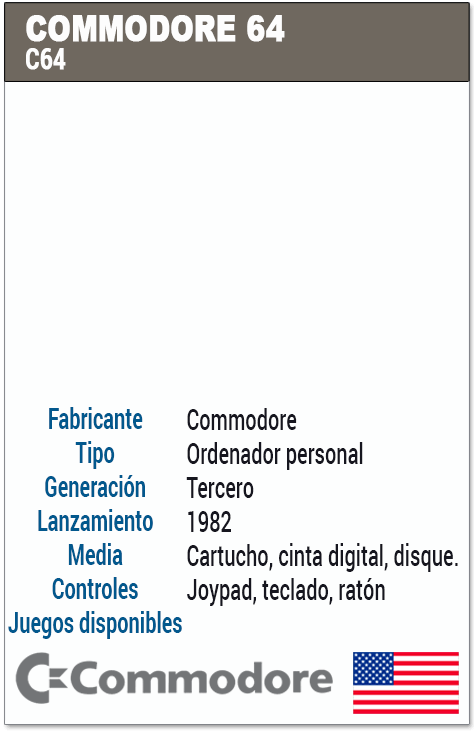 COMMODORE 64
C64
Fabricante Commodore
Tipo Ordenador personal
Generación Tercero
Lanzamiento 1982
Media Cartucho, cinta digital, disque.
Controles Joypad, teclado, ratón
Juegos disponibles
Commodore